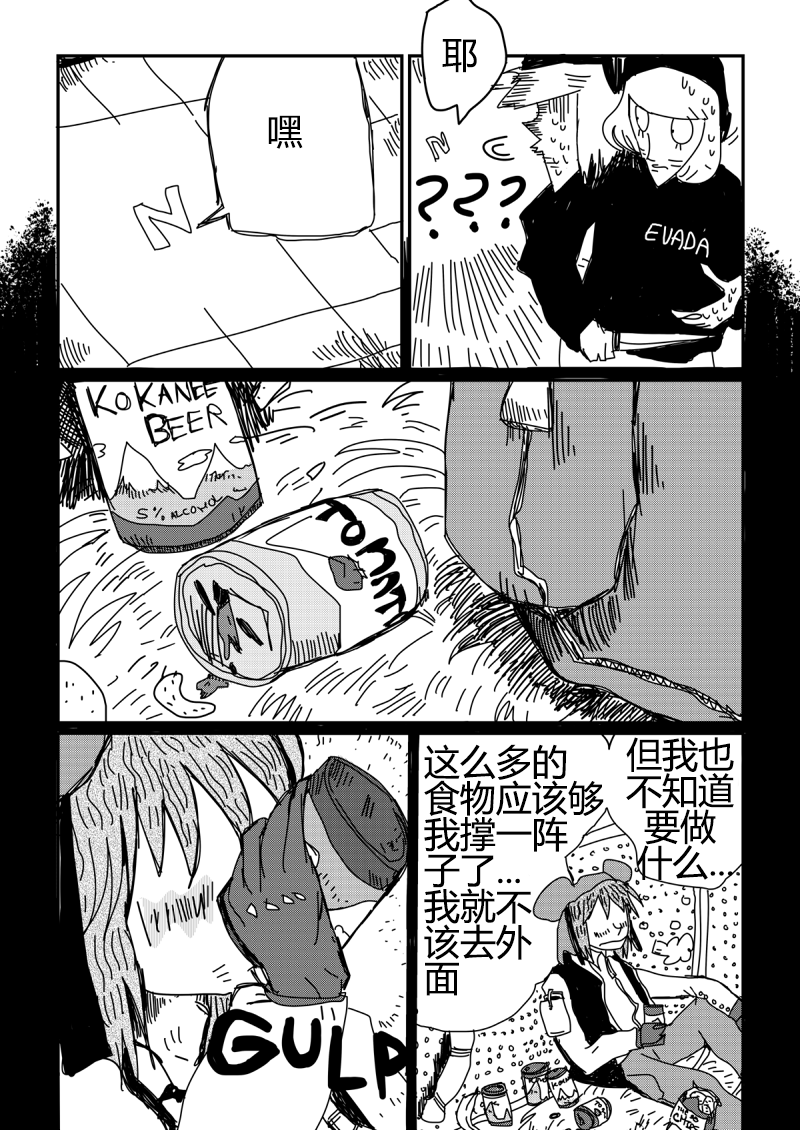 嘿
N
耶
N C
???
EVADA
KOKANEE
BEER
5% ALCOHOL
TOMAT
GULP
但我也
不知道
要做
什么...
这么多的
食物应该够
我撑一阵
子了...
我就不
该去外
面